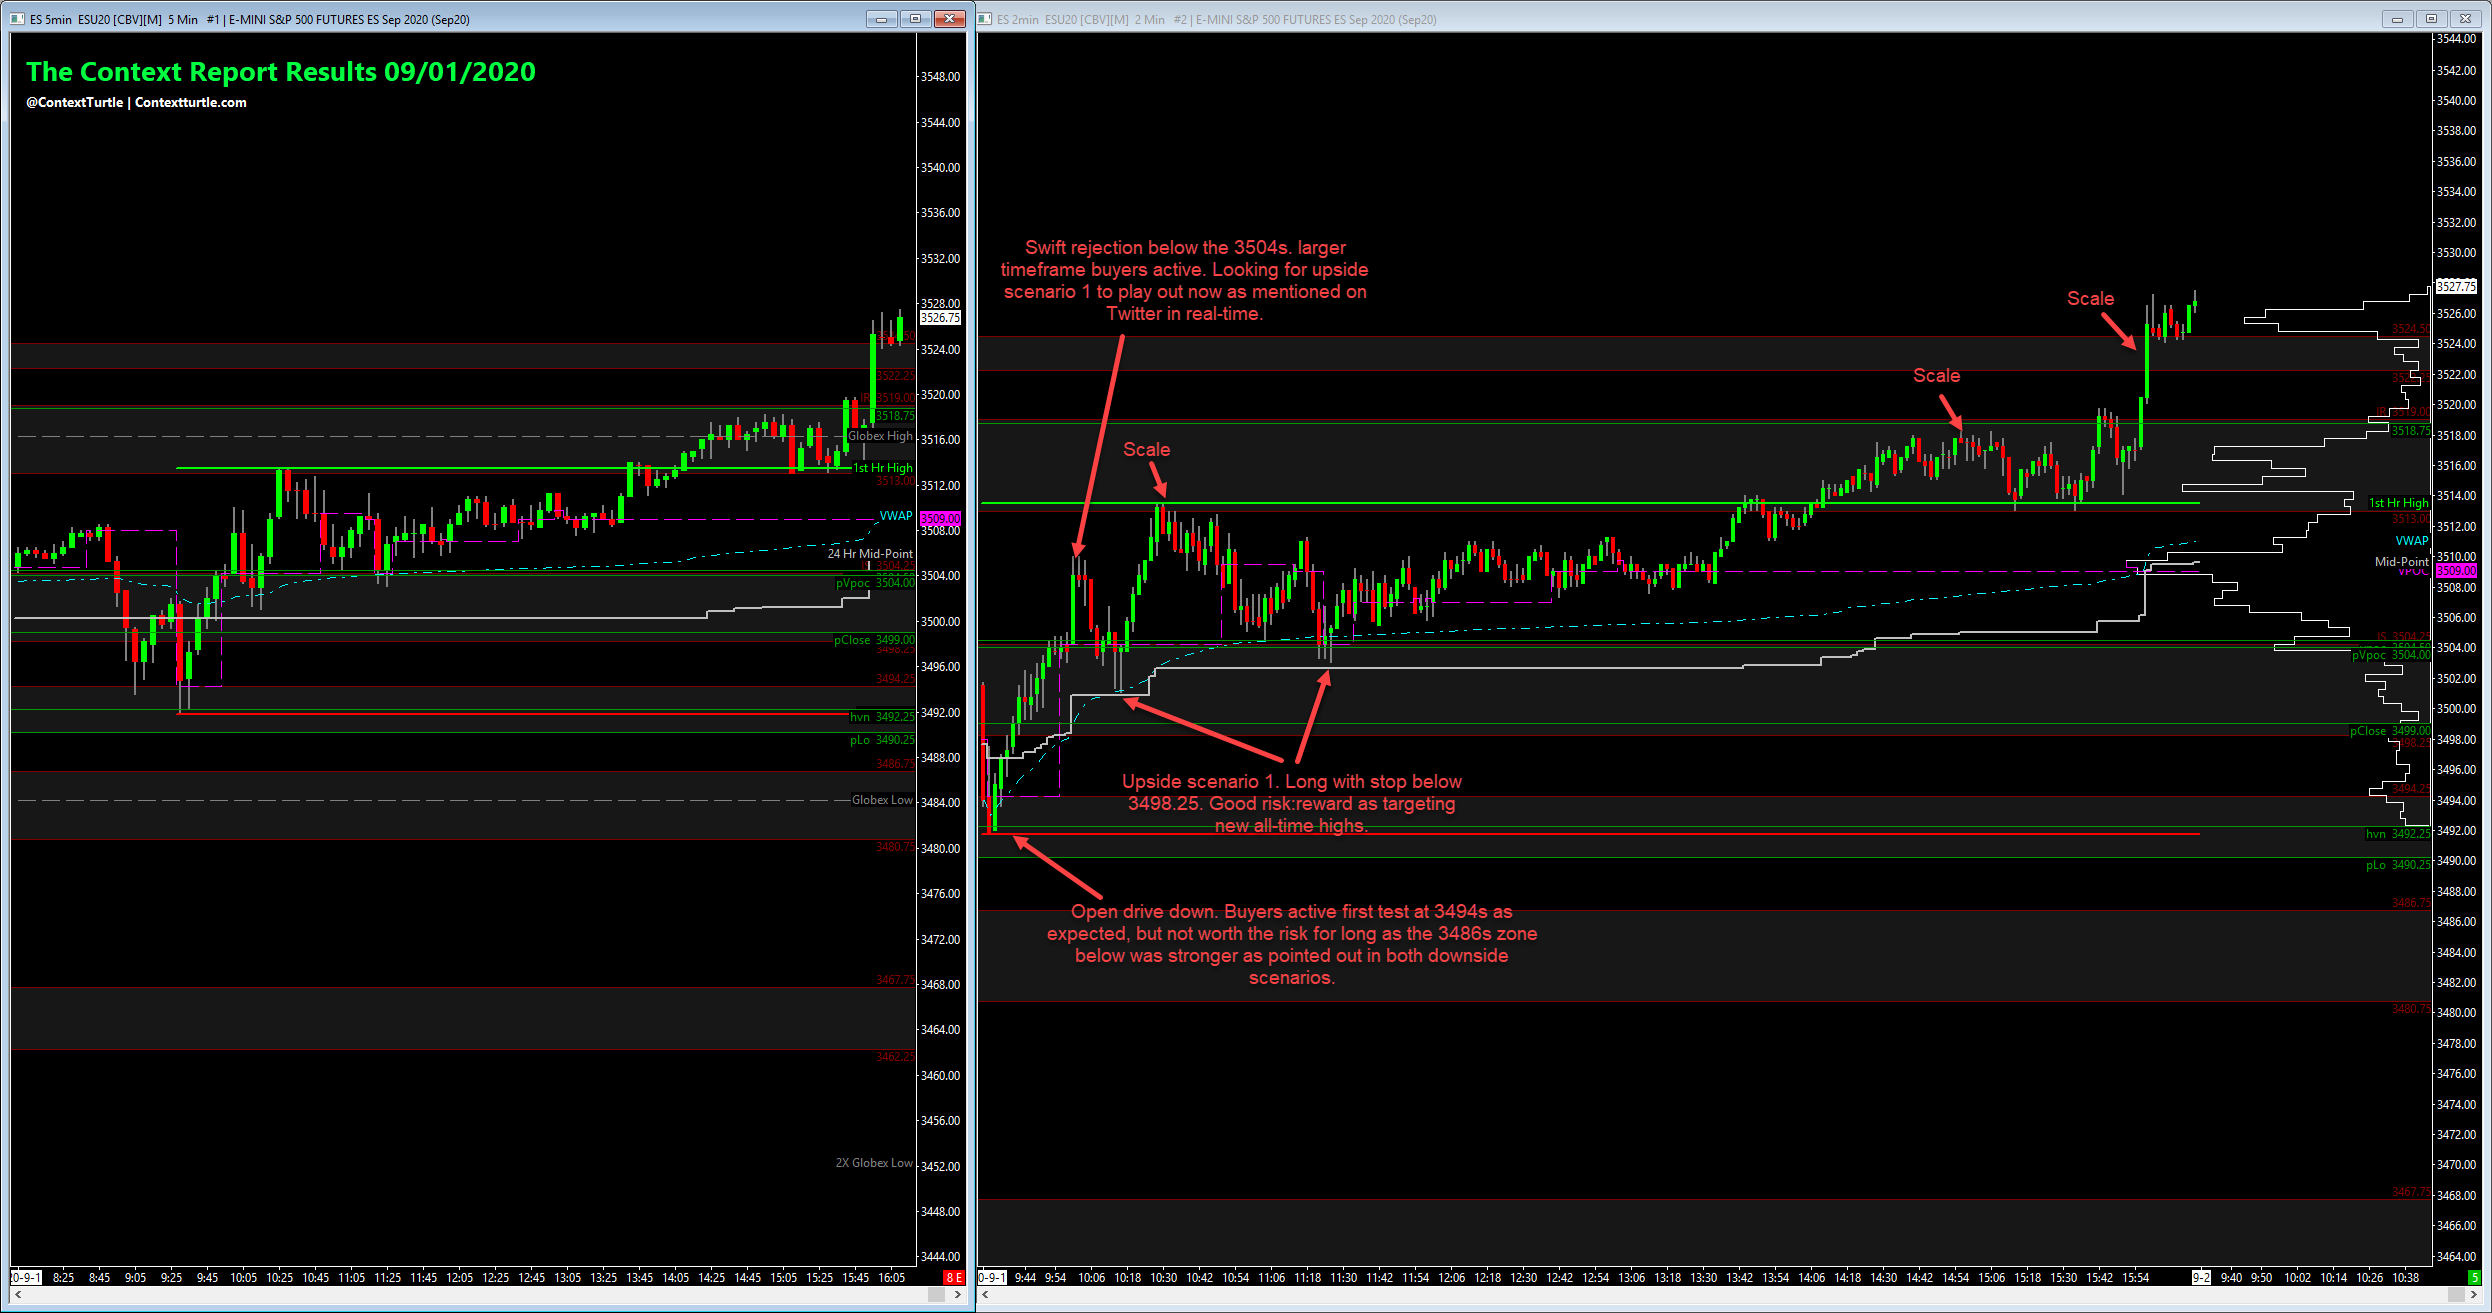 ES 5min ESU20 [CBV][M] 5 Min #1 | E-MINI S&P 500 FUTURES ES Sep 2020 (Sep20)
The Context Report Results 09/01/2020
@ContextTurtle | Contextturtle.com
3548.00
3544.00
3540.00
3536.00
3532.00
3528.00
3526.75
3524.00
3522.25
3520.00
IR 3519.00
3518.75
Globex High
3516.00
1st Hr High
3513.00
3512.00
VWAP
3509.00
3508.00
24 Hr Mid-Point
IS 3504.25
3504.00
pVpoc 3504.00
3500.00
pClose 3499.00
3498.25
3496.00
3494.25
3492.00
hvn 3492.25
pLo 3490.25
3488.00
3486.75
3484.00
Globex Low
3480.75
3480.00
3476.00
3472.00
3467.75
3468.00
3464.00
3462.25
3460.00
3456.00
2X Globex Low
3452.00
3448.00
3444.00
0-9-1 8:25 8:45 9:05 9:25 9:45 10:05 10:25 10:45 11:05 11:25 11:45 12:05 12:25 12:45 13:05 13:25 13:45 14:05 14:25 14:45 15:05 15:25 15:45 16:05
8 E
ES 2min ESU20 [CBV][M] 2 Min #2 | E-MINI S&P 500 FUTURES ES Sep 2020 (Sep20)
Swift rejection below the 3504s. larger
timeframe buyers active. Looking for upside
scenario 1 to play out now as mentioned on
Twitter in real-time.
Scale
Scale
Scale
Upside scenario 1. Long with stop below
3498.25. Good risk:reward as targeting
new all-time highs.
Open drive down. Buyers active first test at 3494s as
expected, but not worth the risk for long as the 3486s zone
below was stronger as pointed out in both downside
scenarios.
3544.00
3542.00
3540.00
3538.00
3536.00
3534.00
3532.00
3530.00
3527.75
3526.00
3524.50
3524.00
3522.00
3520.00
IR 3519.00
3518.75
3518.00
3516.00
3514.00
1st Hr High
3513.00
3512.00
VWAP
3510.00
Mid-Point
VPOC
3509.00
3508.00
3506.00
IS 3504.25
3504.00
pVpoc 3504.00
3502.00
3500.00
pClose 3499.00
3498.25
3498.00
3496.00
3494.25
3494.00
3492.00
hvn 3492.25
3490.00
pLo 3490.25
3488.00
3486.75
3486.00
3484.00
3482.00
3480.75
3480.00
3478.00
3476.00
3474.00
3472.00
3470.00
3467.75
3468.00
3466.00
3464.00
0-9-1 9:44 9:54 10:06 10:18 10:30 10:42 10:54 11:06 11:18 11:30 11:42 11:54 12:06 12:18 12:30 12:42 12:54 13:06 13:18 13:30 13:42 13:54 14:06 14:18 14:30 14:42 14:54 15:06 15:18 15:30 15:42 15:54 9-2 9:40 9:50 10:02 10:14 10:26 10:38
5